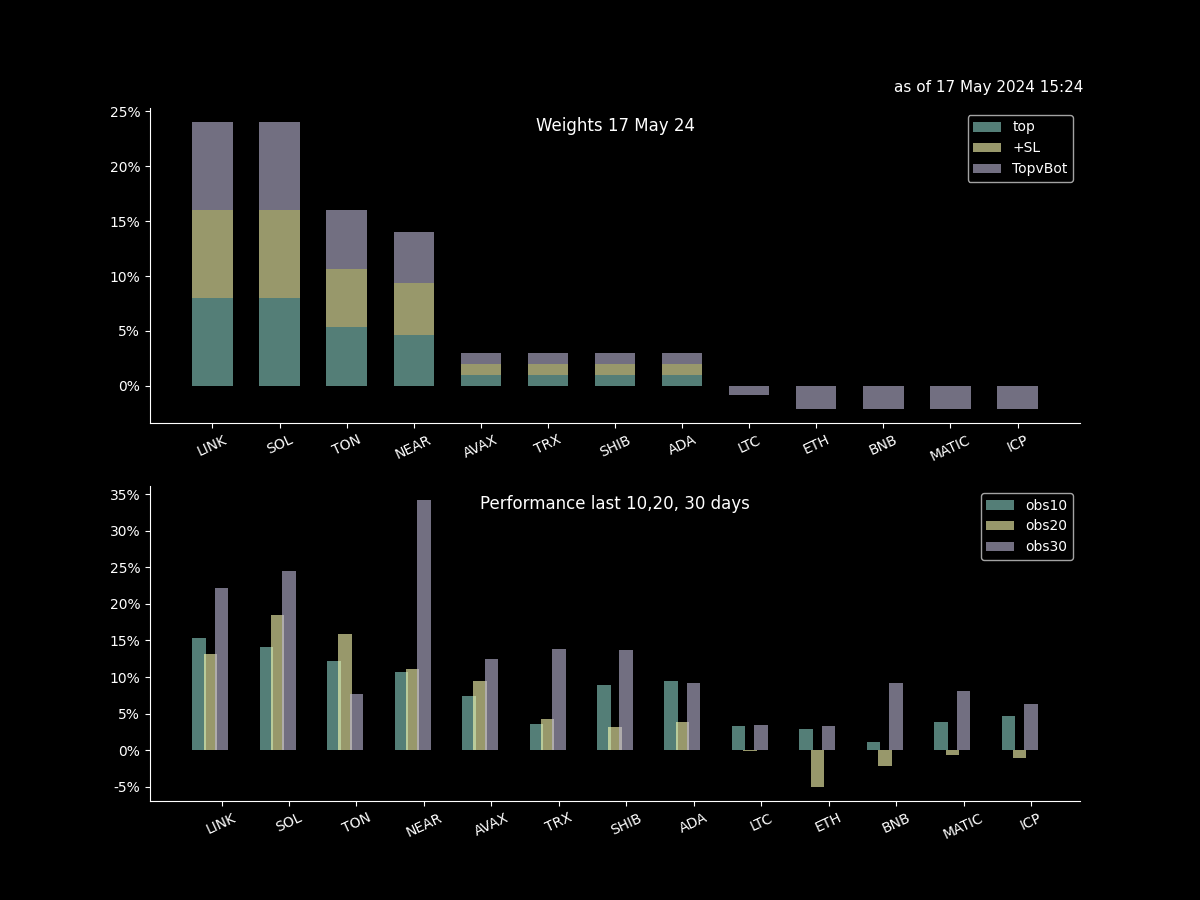 as of 17 May 2024 15:24
Weights 17 May 24
25%
20%
15%
10%
5%
0%
top
+SL
TopvBot
LINK SOL TON NEAR AVAX TRX SHIB ADA LTC ETH BNB MATIC ICP
Performance last 10,20, 30 days
35%
30%
25%
20%
15%
10%
5%
0%
-5%
obs10
obs20
obs30
LINK SOL TON NEAR AVAX TRX SHIB ADA LTC ETH BNB MATIC ICP